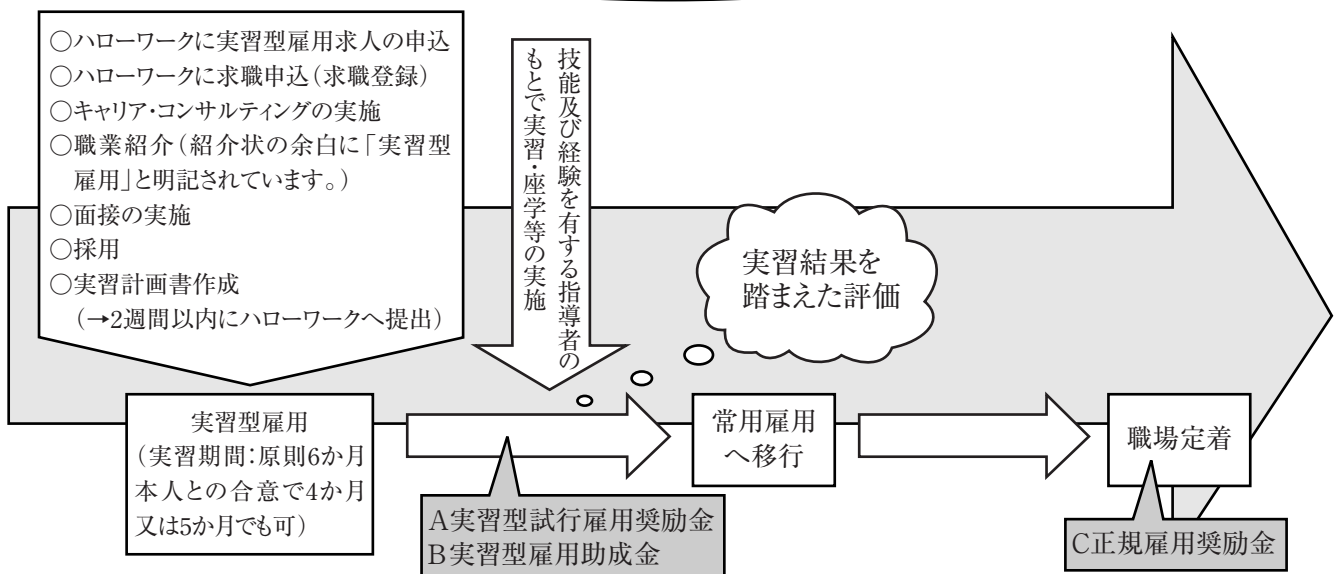 ○ハローワークに実習型雇用求人の申込
○ハローワークに求職申込(求職登録)
○キャリア・コンサルティングの実施
○職業紹介(紹介状の余白に「実習型
雇用」と明記されています。)
○面接の実施
○採用
○実習計画書作成
(→2週間以内にハローワークへ提出)
技能及び経験を有する指導者の
もとで実習・座学等の実施
実習結果を
踏まえた評価
実習型雇用
(実習期間:原則6か月
本人との合意で4か月
又は5か月でも可)
常用雇用
へ移行
職場定着
A実習型試行雇用奨励金
B実習型雇用助成金
C正規雇用奨励金